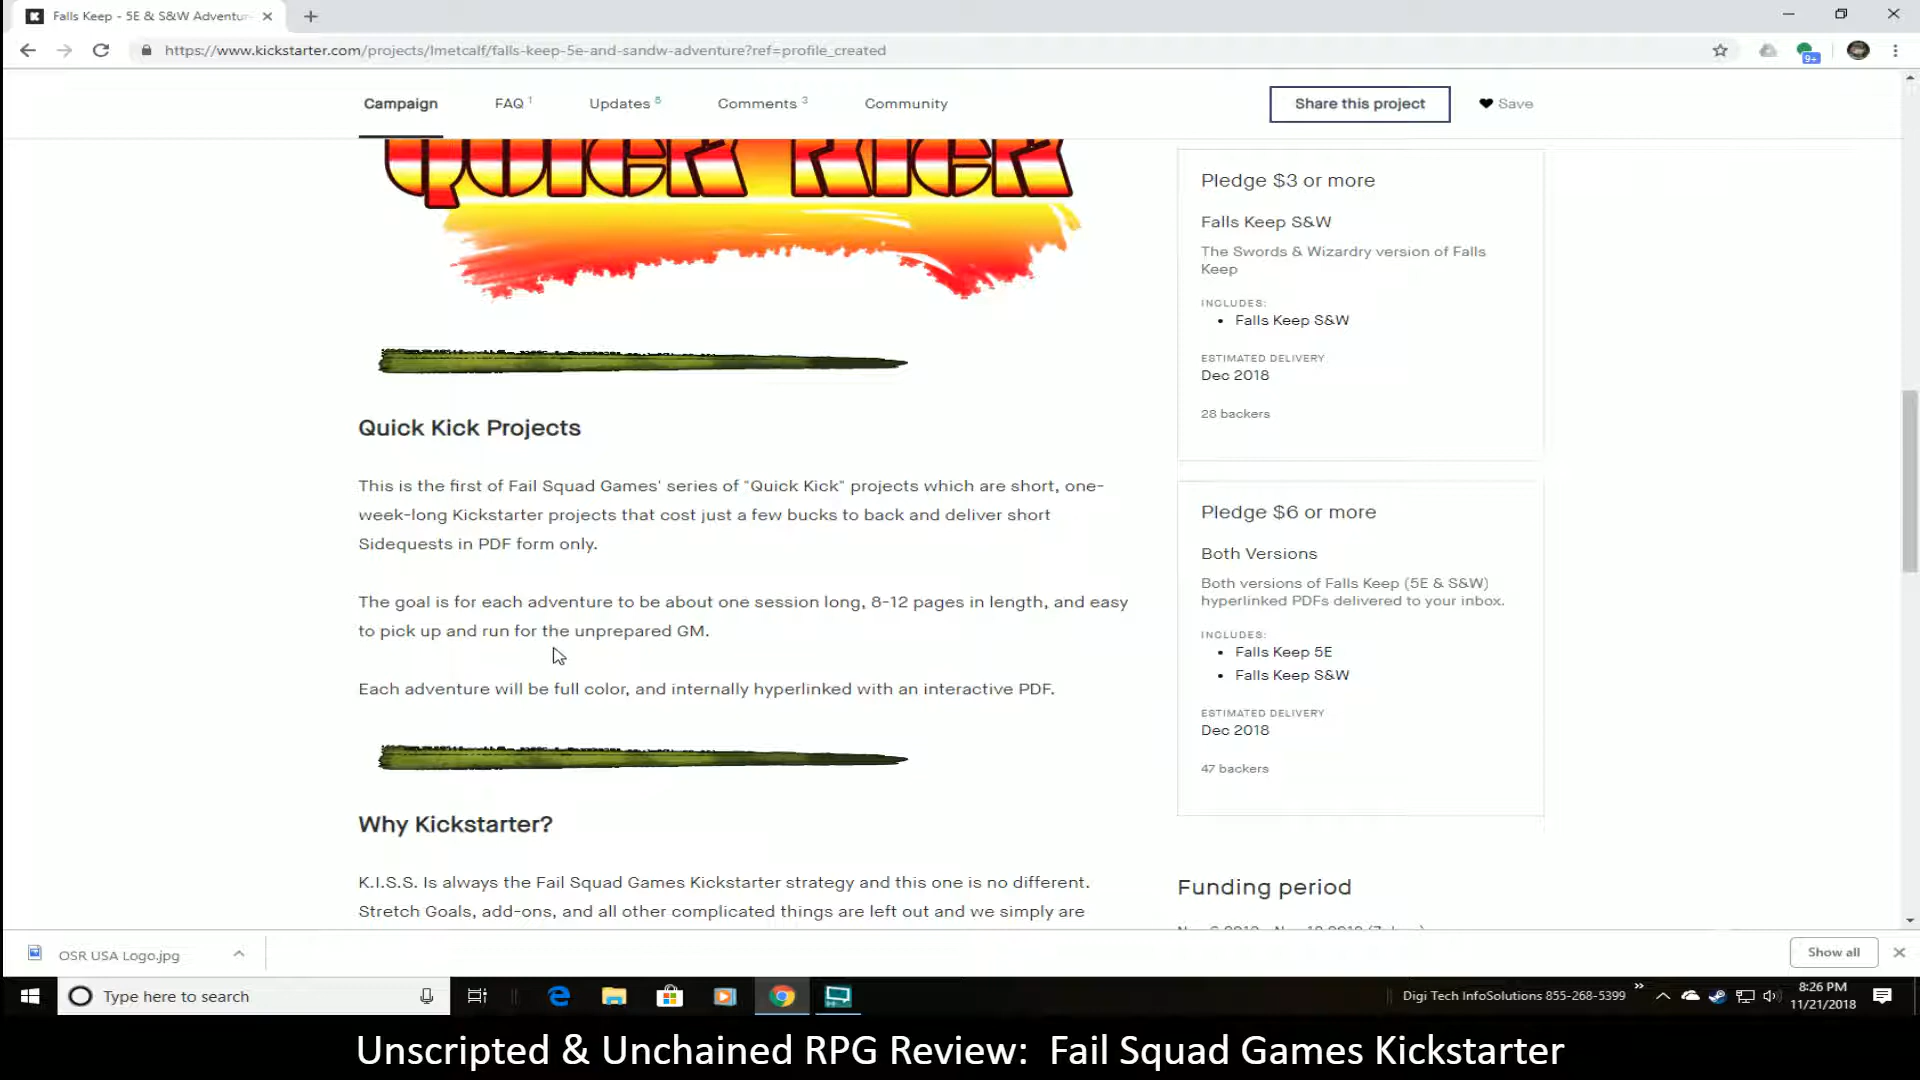 Falls Keep - 5E & S&W Adventur
https://www.kickstarter.com/projects/lmetcalf/falls-keep-5e-and-sandw-adventure?ref=profile_created
9+
Campaign
FAQ 1
Updates 5
Comments 3
Community
Share this project
Save
QUICK KICK
Quick Kick Projects
This is the first of Fail Squad Games' series of "Quick Kick" projects which are short, one-
week-long Kickstarter projects that cost just a few bucks to back and deliver short
Sidequests in PDF form only.
The goal is for each adventure to be about one session long, 8-12 pages in length, and easy
to pick up and run for the unprepared GM.
Each adventure will be full color, and internally hyperlinked with an interactive PDF.
Why Kickstarter?
K.I.S.S. Is always the Fail Squad Games Kickstarter strategy and this one is no different.
Stretch Goals, add-ons, and all other complicated things are left out and we simply are
Pledge $3 or more
Falls Keep S&W
The Swords & Wizardry version of Falls
Keep
INCLUDES:
• Falls Keep S&W
ESTIMATED DELIVERY
Dec 2018
28 backers
Pledge $6 or more
Both Versions
Both versions of Falls Keep (5E & S&W)
hyperlinked PDFs delivered to your inbox.
INCLUDES:
• Falls Keep 5E
• Falls Keep S&W
ESTIMATED DELIVERY
Dec 2018
47 backers
Funding period
OSR USA Logo.jpg
Show all
Type here to search
Digi Tech InfoSolutions 855-268-5399
8:26 PM
11/21/2018
Unscripted & Unchained RPG Review: Fail Squad Games Kickstarter